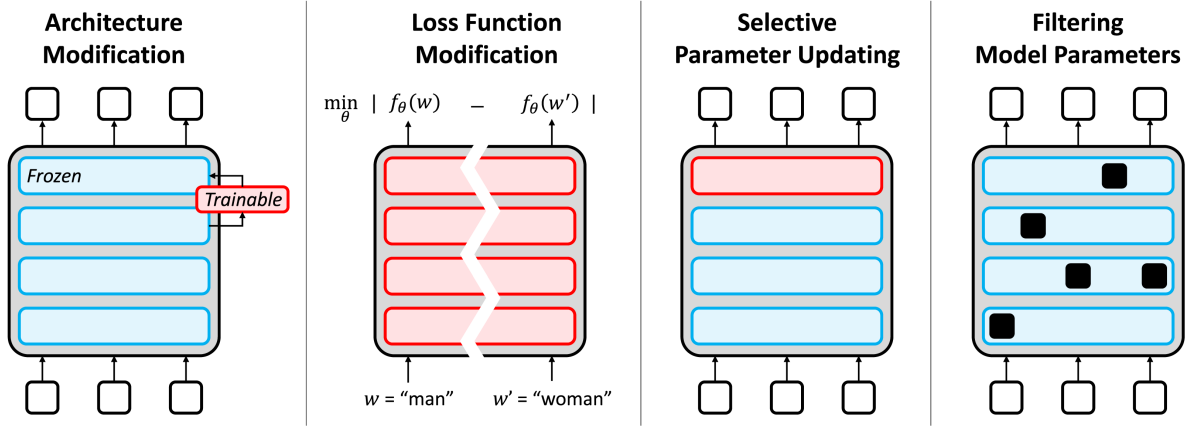 Architecture
Modification
Frozen
Trainable
Loss Function
Modification
min | fθ(w) − fθ(w′) |
θ
w = “man” w’ = “woman”
Selective
Parameter Updating
Filtering
Model Parameters